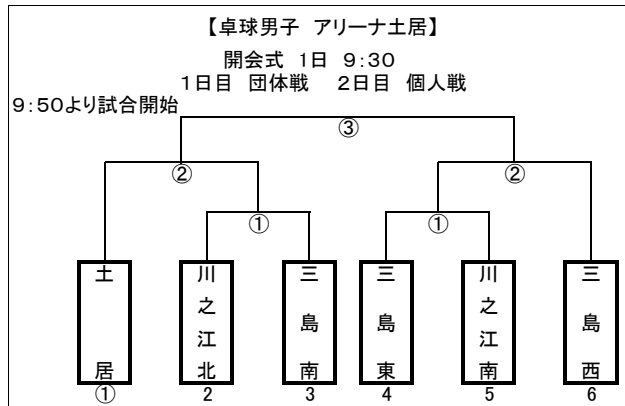 【卓球男子 アリーナ土居】
開会式 1日 9:30
1日目 団体戦 2日目 個人戦
9:50より試合開始
③
② ②
① ①
土居
川之江北
三島南
三島東
川之江南
三島西
① 2 3 4 5 6